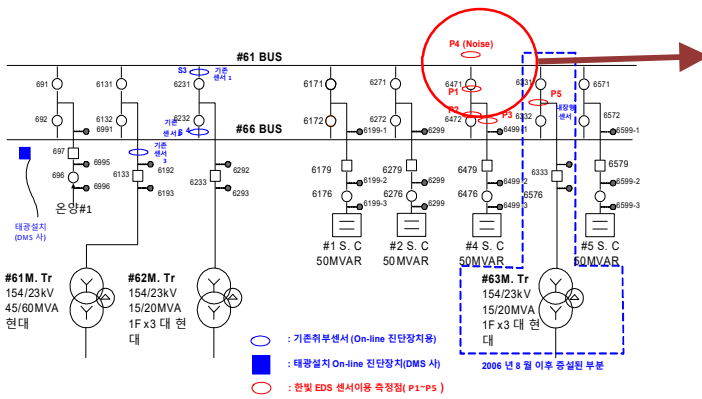 P4 (Noise)
#61 BUS
S3
기존
센서 1
691
6131
6231
6171
6271
6471
P1
6331
P5
6571
692
6132
기존
센서
3
6232
S 4
6172
6272
6472
P2
P3
6332
내장형
센서
6572
6991
#66 BUS
6199-1
6299
6499-1
6599-1
697
6995
6133
6192
6233
6292
6179
6279
6479
6333
6579
696
6996
6193
6293
6199-2
6299
6499-2
6599-2
6176
6276
6476
6576
6199-3
6299
6499-3
6599-3
온양#1
태광설치
(DMS 사)
#1 S. C
50MVAR
#2 S. C
50MVAR
#4 S. C
50MVAR
#5 S. C
50MVAR
#61M. Tr
154/23kV
45/60MVA
현대
#62M. Tr
154/23kV
15/20MVA
1F x3 대 현
대
#63M. Tr
154/23kV
15/20MVA
1F x3 대 현
대
: 기존취부센서 (On-line 진단장치용)
: 태광설치 On-line 진단장치(DMS 사)
: 한빛 EDS 센서이용 측정점( P1~P5 )
2006 년 8 월 이후 증설된 부분